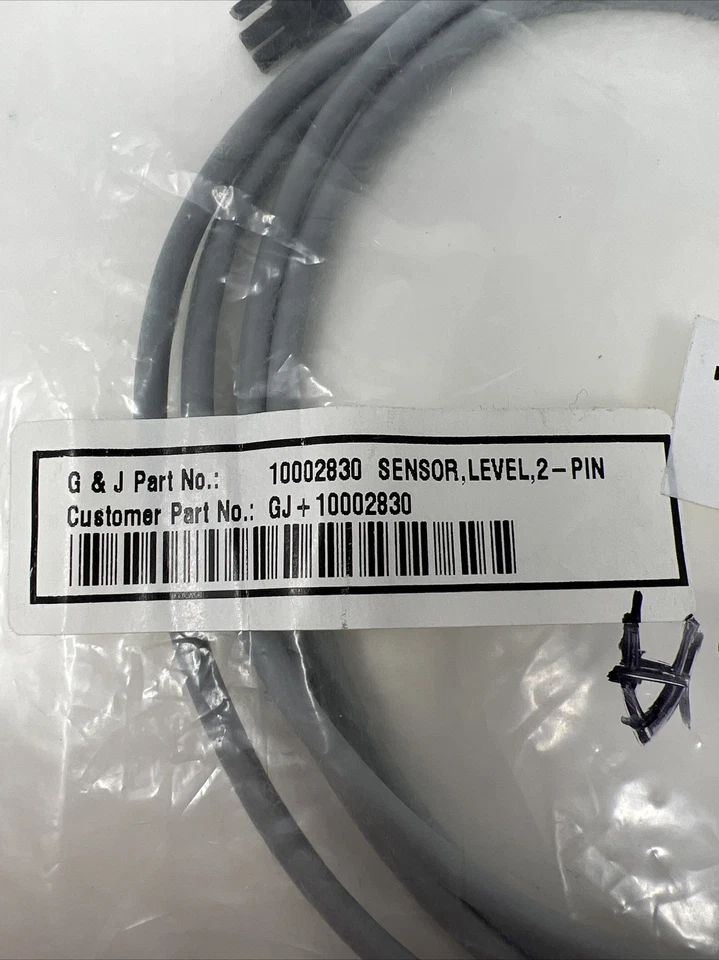 G & J Part No.: 10002830 SENSOR,LEVEL,2-PIN
Customer Part No.: GJ+10002830